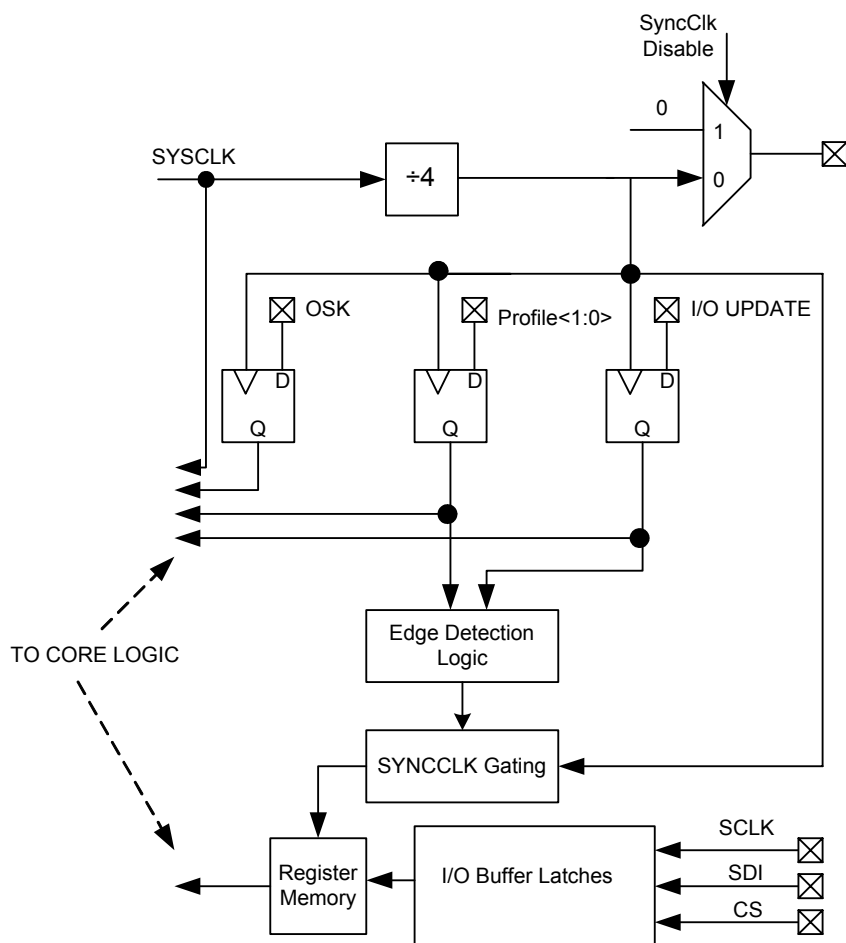 SyncClk
Disable
0
1
SYSCLK
÷4
0
OSK
Profile<1:0>
I/O UPDATE
D
D
D
Q
Q
Q
Edge Detection
Logic
TO CORE LOGIC
SYNCCLK Gating
SCLK
Register
Memory
I/O Buffer Latches
SDI
CS